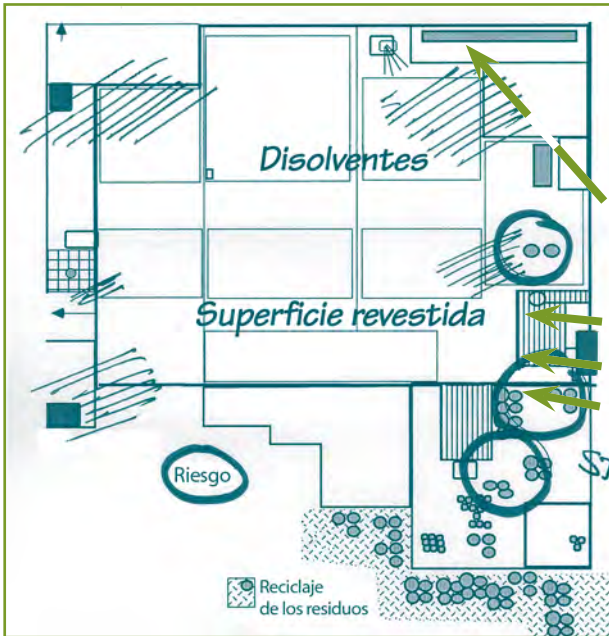 Disolventes
Superficie revestida
Riesgo
Reciclaje
de los residuos